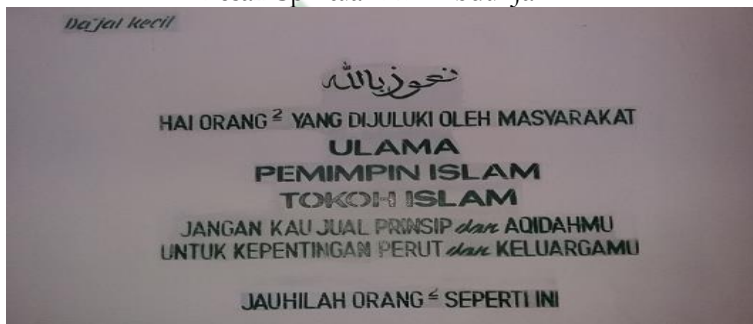 Da'jal kecil
نعوذ بالله
HAI ORANG² YANG DIJULUKI OLEH MASYARAKAT
ULAMA
PEMIMPIN ISLAM
TOKOH ISLAM
JANGAN KAU JUAL PRINSIP dan AQIDAHMU
UNTUK KEPENTINGAN PERUT dan KELUARGAMU
JAUHILAH ORANG² SEPERTI INI